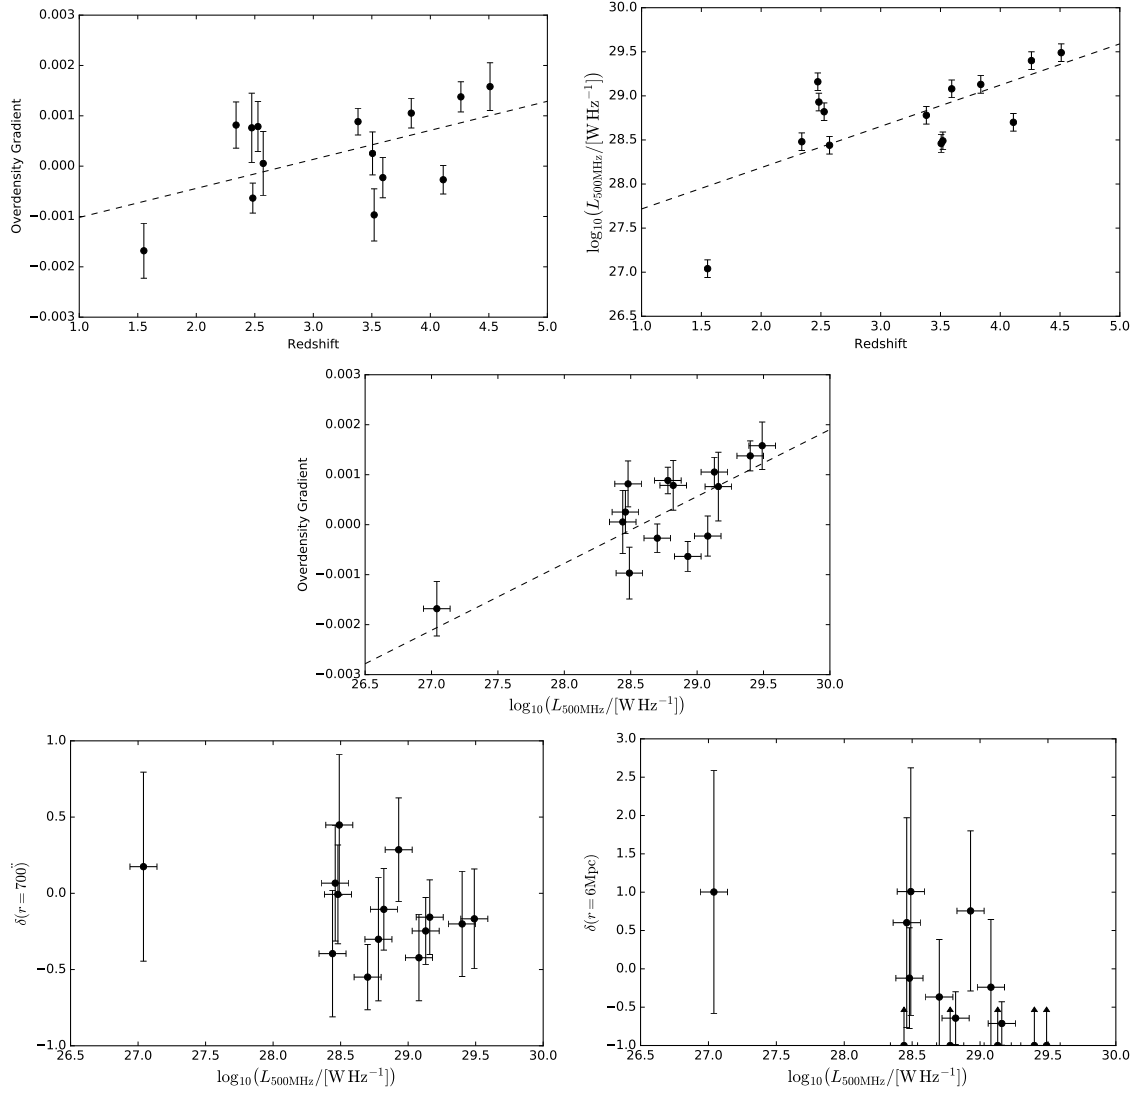 0.003
0.002
0.001
0.000
−0.001
−0.002
−0.003
Overdensity Gradient
1.0 1.5 2.0 2.5 3.0 3.5 4.0 4.5 5.0
Redshift
30.0
29.5
29.0
28.5
28.0
27.5
27.0
26.5
log₁₀(L₅₀₀MHz/[W Hz⁻¹])
1.0 1.5 2.0 2.5 3.0 3.5 4.0 4.5 5.0
Redshift
0.003
0.002
0.001
0.000
−0.001
−0.002
−0.003
Overdensity Gradient
26.5 27.0 27.5 28.0 28.5 29.0 29.5 30.0
log₁₀(L₅₀₀MHz/[W Hz⁻¹])
1.0
0.5
0.0
−0.5
−1.0
δ(r = 700̈)
26.5 27.0 27.5 28.0 28.5 29.0 29.5 30.0
log₁₀(L₅₀₀MHz/[W Hz⁻¹])
3.0
2.5
2.0
1.5
1.0
0.5
0.0
−0.5
−1.0
δ(r = 6Mpc)
26.5 27.0 27.5 28.0 28.5 29.0 29.5 30.0
log₁₀(L₅₀₀MHz/[W Hz⁻¹])